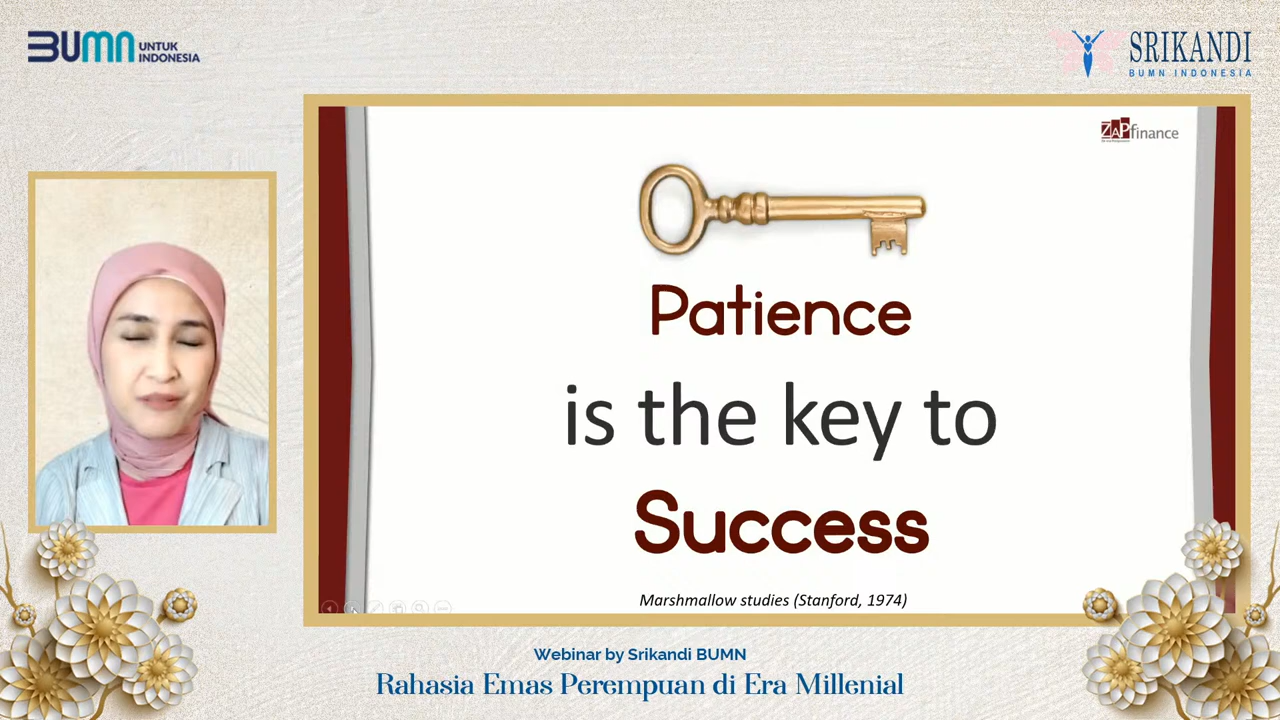 BUMN UNTUK
INDONESIA
SRIKANDI
BUMN INDONESIA
ZAPfinance
Patience
is the key to
Success
Marshmallow studies (Stanford, 1974)
Webinar by Srikandi BUMN
Rahasia Emas Perempuan di Era Millenial